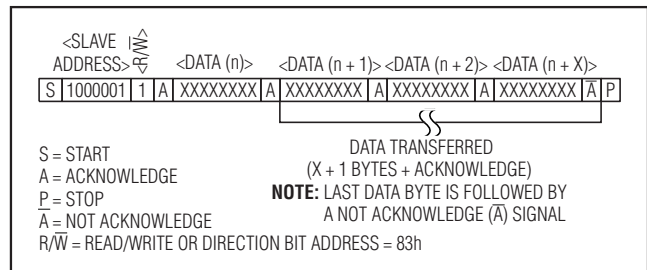 <SLAVE ADDRESS> <R/W̅> <DATA (n)> <DATA (n + 1)> <DATA (n + 2)> <DATA (n + X)>
S 1000001 1 A XXXXXXXX A XXXXXXXX A XXXXXXXX A XXXXXXXX A̅ P
DATA TRANSFERRED
(X + 1 BYTES + ACKNOWLEDGE)
NOTE: LAST DATA BYTE IS FOLLOWED BY
A NOT ACKNOWLEDGE (A̅) SIGNAL
S = START
A = ACKNOWLEDGE
P = STOP
A̅ = NOT ACKNOWLEDGE
R/W̅ = READ/WRITE OR DIRECTION BIT ADDRESS = 83h